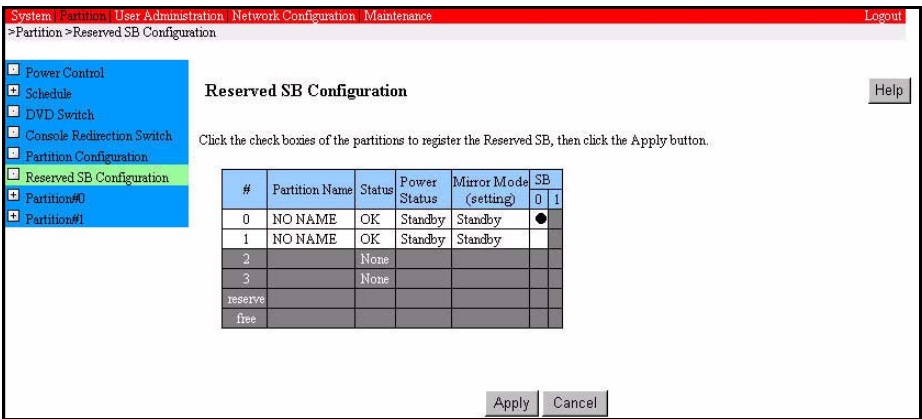 System | Partition | User Administration | Network Configuration | Maintenance Logout
>Partition >Reserved SB Configuration
Power Control
Schedule
DVD Switch
Console Redirection Switch
Partition Configuration
Reserved SB Configuration
Partition#0
Partition#1
Reserved SB Configuration
Help
Click the check boxies of the partitions to register the Reserved SB, then click the Apply button.
# Partition Name Status Power Status Mirror Mode (setting) SB 0 1
0 NO NAME OK Standby Standby
1 NO NAME OK Standby Standby
2 None
3 None
reserve
free
Apply Cancel